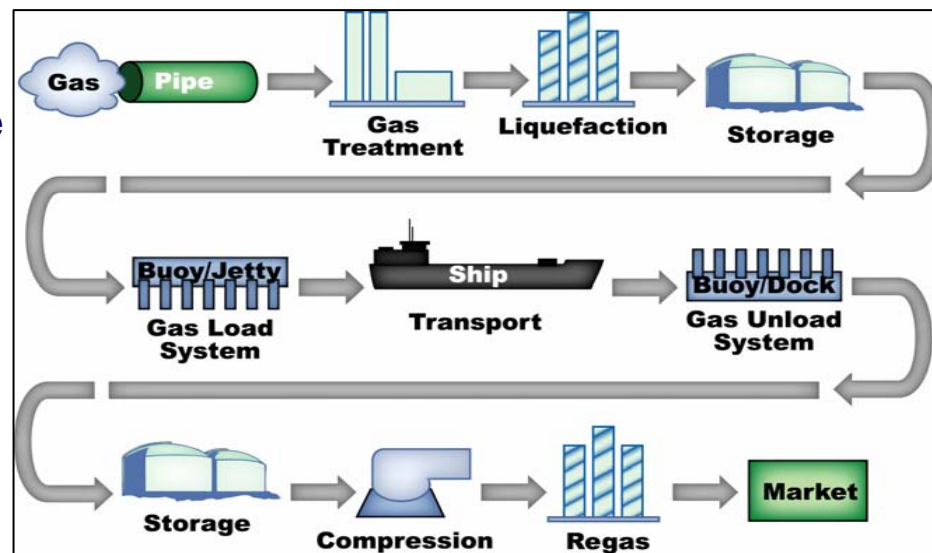 Gas
Pipe
e
Gas
Treatment
Liquefaction
Storage
Buoy/Jetty
Gas Load
System
Ship
Transport
Buoy/Dock
Gas Unload
System
Storage
Compression
Regas
Market